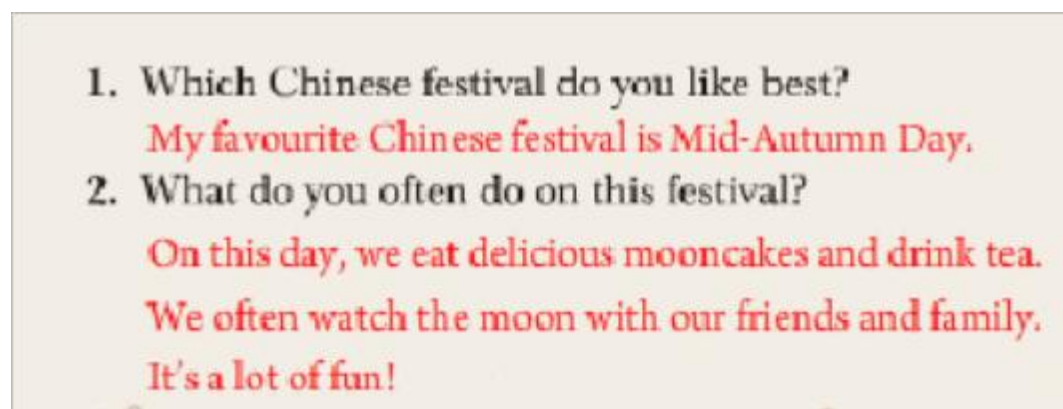 1. Which Chinese festival do you like best?
My favourite Chinese festival is Mid-Autumn Day.
2. What do you often do on this festival?
On this day, we eat delicious mooncakes and drink tea.
We often watch the moon with our friends and family.
It's a lot of fun!